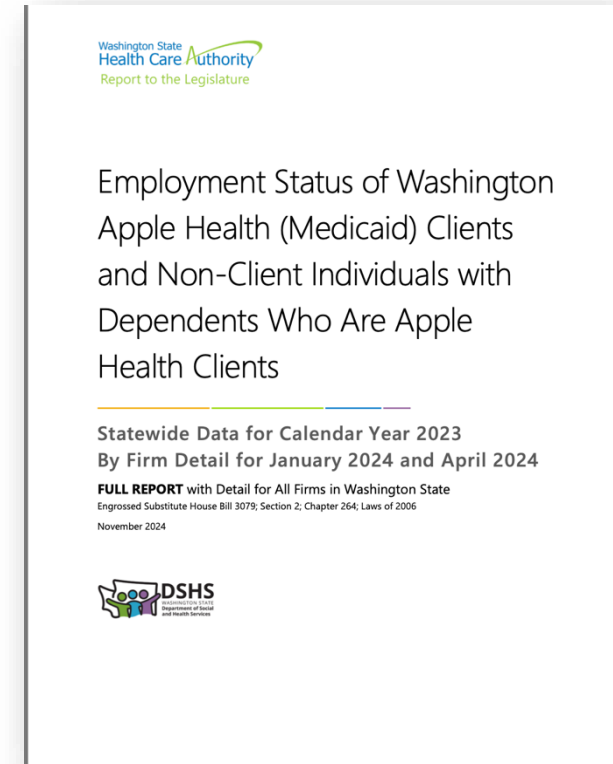 Washington State
Health Care Authority
Report to the Legislature
Employment Status of Washington
Apple Health (Medicaid) Clients
and Non-Client Individuals with
Dependents Who Are Apple
Health Clients
Statewide Data for Calendar Year 2023
By Firm Detail for January 2024 and April 2024
FULL REPORT with Detail for All Firms in Washington State
Engrossed Substitute House Bill 3079; Section 2; Chapter 264; Laws of 2006
November 2024
DSHS
WASHINGTON STATE
Department of Social
and Health Services